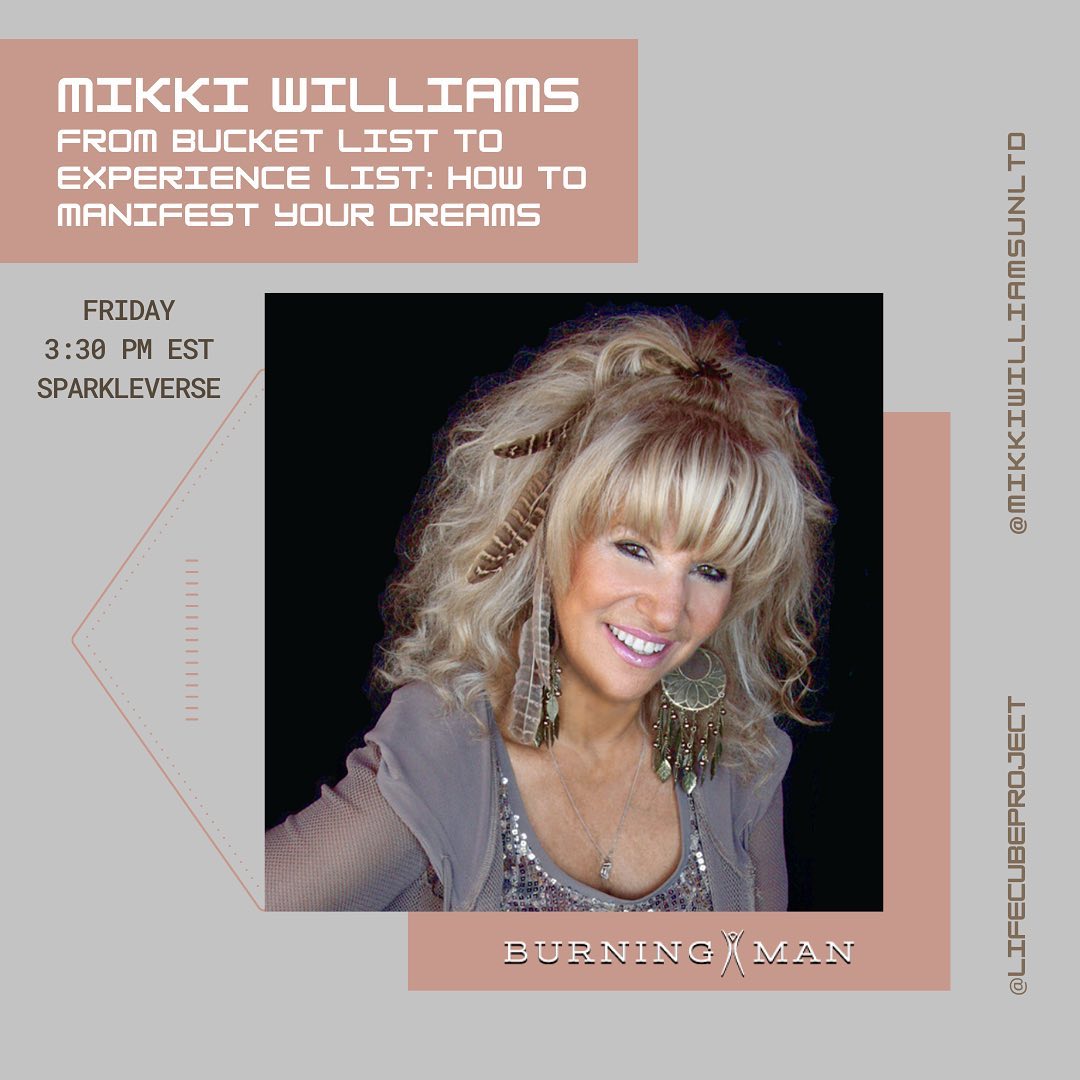 MIKKI WILLIAMS
FROM BUCKET LIST TO
EXPERIENCE LIST: HOW TO
MANIFEST YOUR DREAMS
FRIDAY
3:30 PM EST
SPARKLEVERSE
@MIKKIWILLIAMSUNLTD
@LIFECUBEPROJECT
BURNING MAN